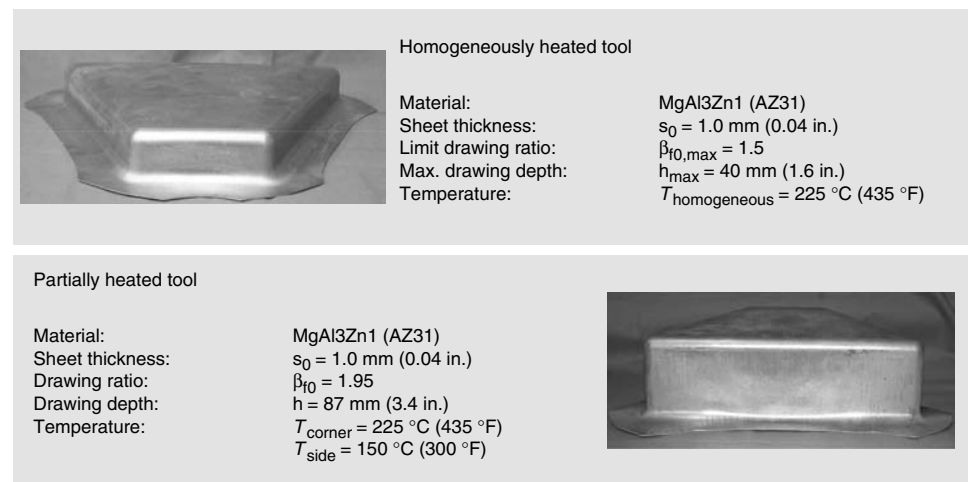 Homogeneously heated tool
Material: MgAl3Zn1 (AZ31)
Sheet thickness: s0 = 1.0 mm (0.04 in.)
Limit drawing ratio: βf0,max = 1.5
Max. drawing depth: hmax = 40 mm (1.6 in.)
Temperature: Thomogeneous = 225 °C (435 °F)
Partially heated tool
Material: MgAl3Zn1 (AZ31)
Sheet thickness: s0 = 1.0 mm (0.04 in.)
Drawing ratio: βf0 = 1.95
Drawing depth: h = 87 mm (3.4 in.)
Temperature: Tcorner = 225 °C (435 °F)
Tside = 150 °C (300 °F)